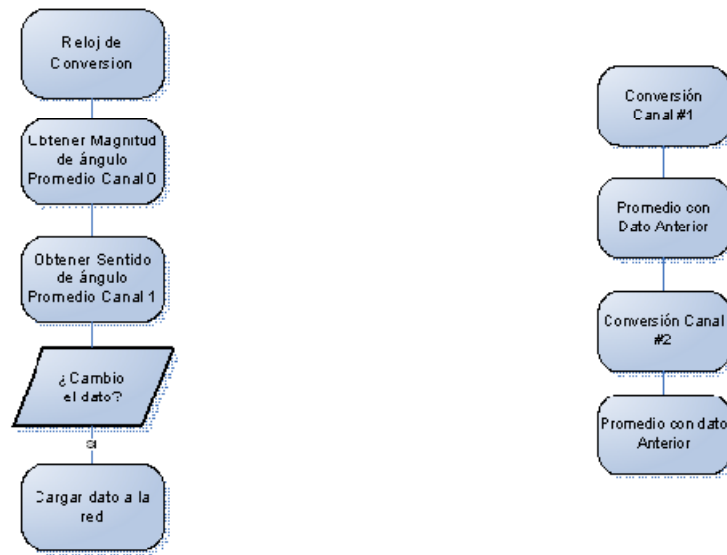 Reloj de
Conversion
Obtener Magnitud
de ángulo
Promedio Canal 0
Obtener Sentido
de ángulo
Promedio Canal 1
¿Cambio
el dato?
si
Cargar dato a la
red
Conversión
Canal #1
Promedio con
Dato Anterior
Conversión Canal
#2
Promedio con dato
Anterior